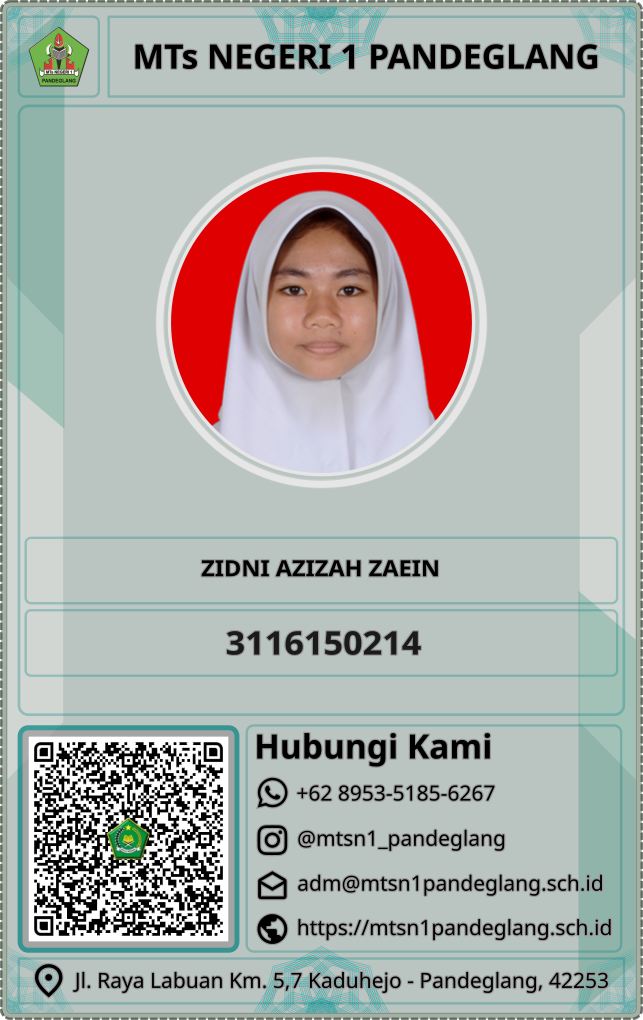 MTs NEGERI 1 PANDEGLANG
MTs NEGERI 1
PANDEGLANG
ZIDNI AZIZAH ZAEIN
3116150214
Hubungi Kami
+62 8953-5185-6267
@mtsn1_pandeglang
adm@mtsn1pandeglang.sch.id
https://mtsn1pandeglang.sch.id
Jl. Raya Labuan Km. 5,7 Kaduhejo - Pandeglang, 42253